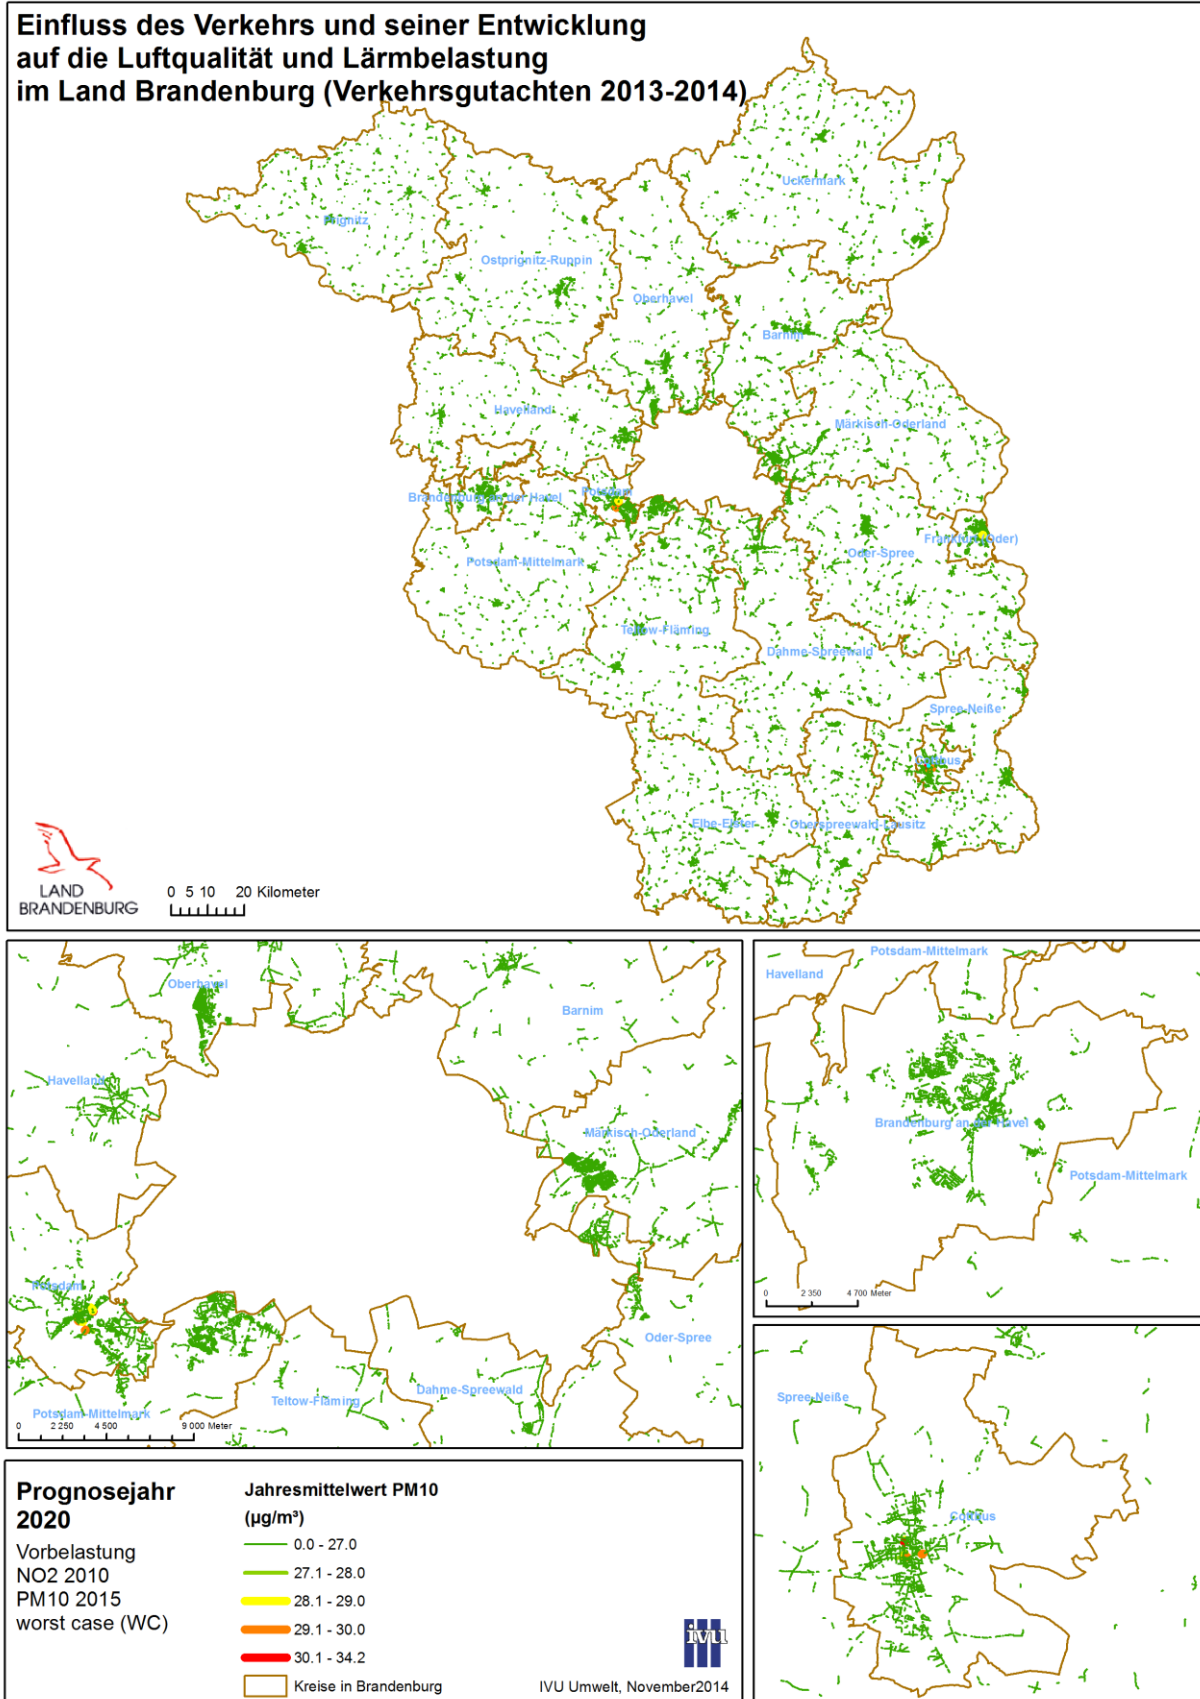 Einfluss des Verkehrs und seiner Entwicklung
auf die Luftqualität und Lärmbelastung
im Land Brandenburg (Verkehrsgutachten 2013-2014)
Uckermark
Prignitz
Ostprignitz-Ruppin
Oberhavel
Barnim
Havelland
Märkisch-Oderland
Brandenburg an der Havel
Potsdam
Frankfurt (Oder)
Oder-Spree
Potsdam-Mittelmark
Teltow-Fläming
Dahme-Spreewald
Spree-Neiße
Cottbus
Elbe-Elster
Oberspreewald-Lausitz
LAND
BRANDENBURG
0 5 10 20 Kilometer
Oberhavel
Barnim
Havelland
Märkisch-Oderland
Potsdam
Oder-Spree
Dahme-Spreewald
Teltow-Fläming
Potsdam-Mittelmark
0 2 250 4 500 9 000 Meter
Potsdam-Mittelmark
Havelland
Brandenburg an der Havel
Potsdam-Mittelmark
0 2 350 4 700 Meter
Spree-Neiße
Cottbus
Prognosejahr
2020
Vorbelastung
NO2 2010
PM10 2015
worst case (WC)
Jahresmittelwert PM10
(µg/m³)
0.0 - 27.0
27.1 - 28.0
28.1 - 29.0
29.1 - 30.0
30.1 - 34.2
Kreise in Brandenburg
ivu
IVU Umwelt, November2014